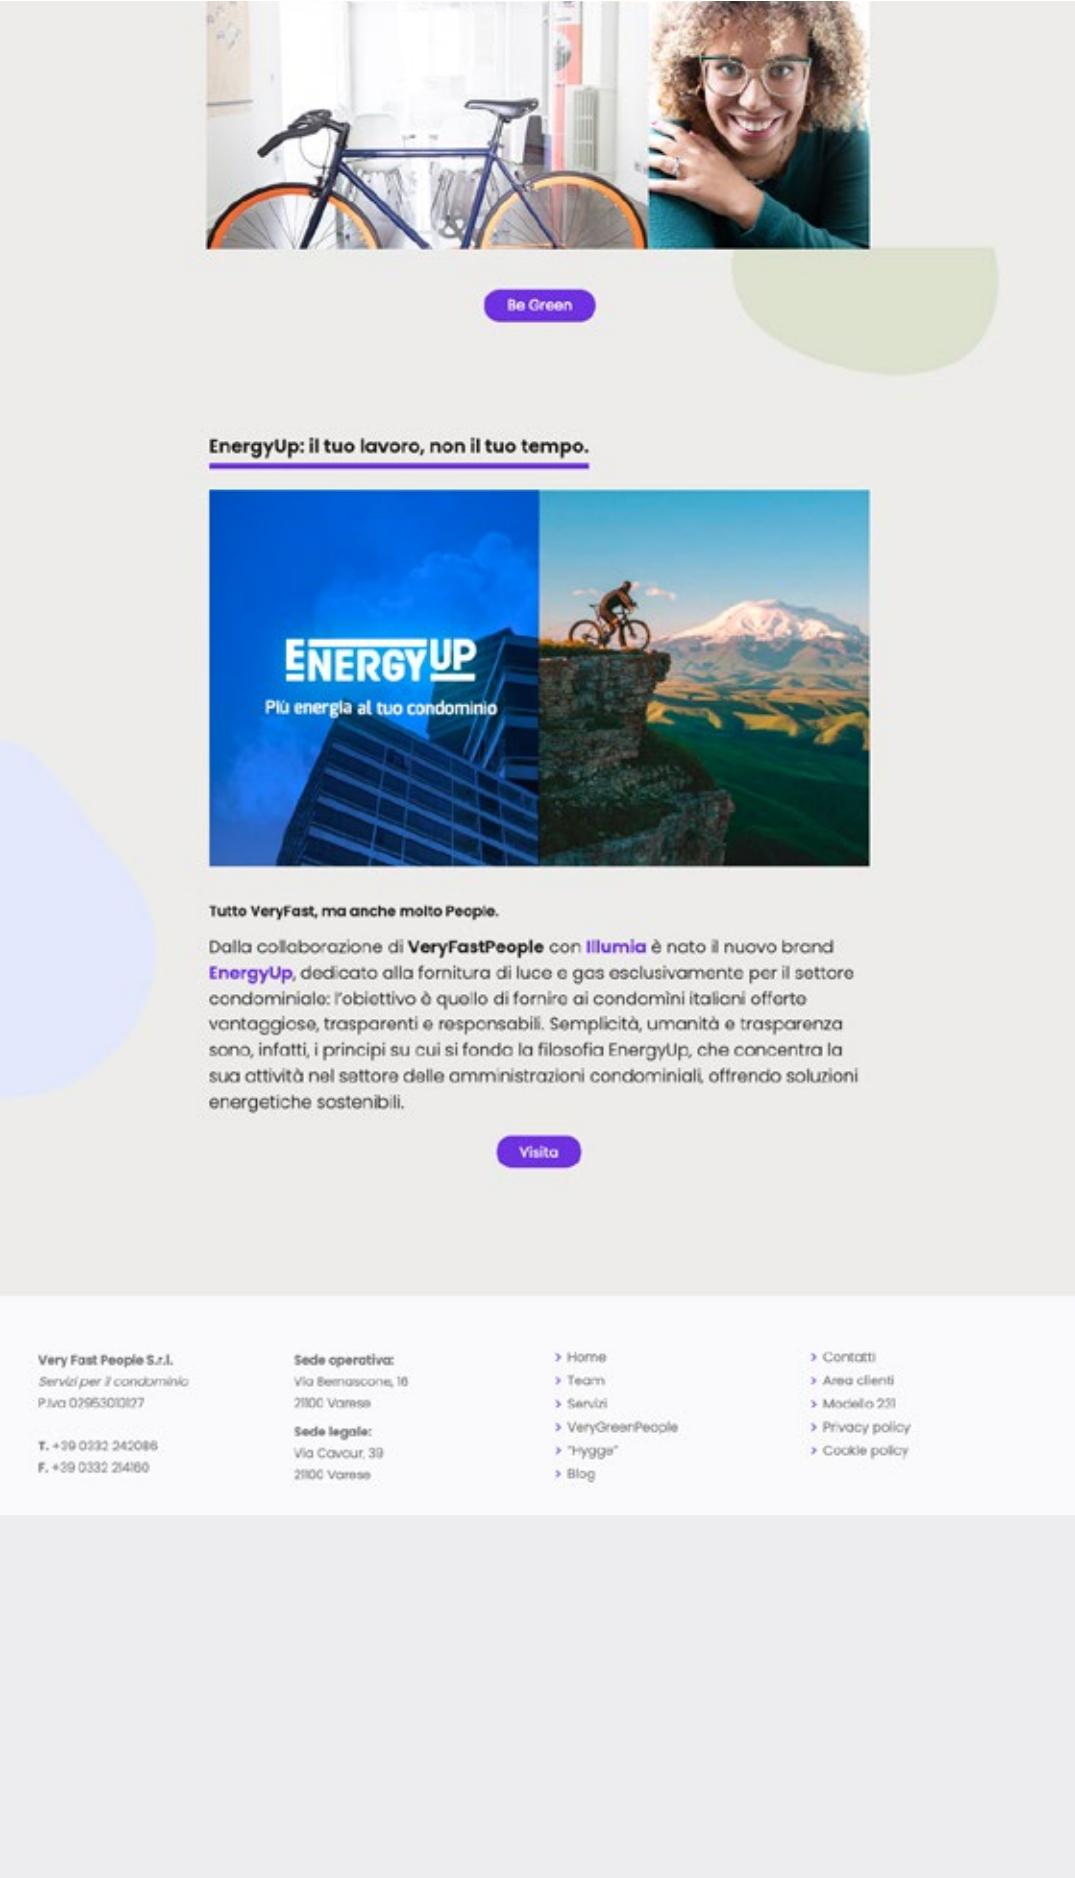 Be Green
EnergyUp: il tuo lavoro, non il tuo tempo.
ENERGYUP
Più energia al tuo condominio
Tutto VeryFast, ma anche molto People.
Dalla collaborazione di VeryFastPeople con Illumia è nato il nuovo brand
EnergyUp, dedicato alla fornitura di luce e gas esclusivamente per il settore
condominiale: l'obiettivo è quello di fornire ai condomini italiani offerte
vantaggiose, trasparenti e responsabili. Semplicità, umanità e trasparenza
sono, infatti, i principi su cui si fonda la filosofia EnergyUp, che concentra la
sua attività nel settore delle amministrazioni condominiali, offrendo soluzioni
energetiche sostenibili.
Visita
Very Fast People S.r.l.
Servizi per il condominio
P.Iva 02953010127
T. +39 0332 242086
F. +39 0332 214160
Sede operativa:
Via Bernascone, 16
21100 Varese
Sede legale:
Via Cavour, 39
21100 Varese
> Home
> Team
> Servizi
> VeryGreenPeople
> "Hygge"
> Blog
> Contatti
> Area clienti
> Modello 231
> Privacy policy
> Cookie policy